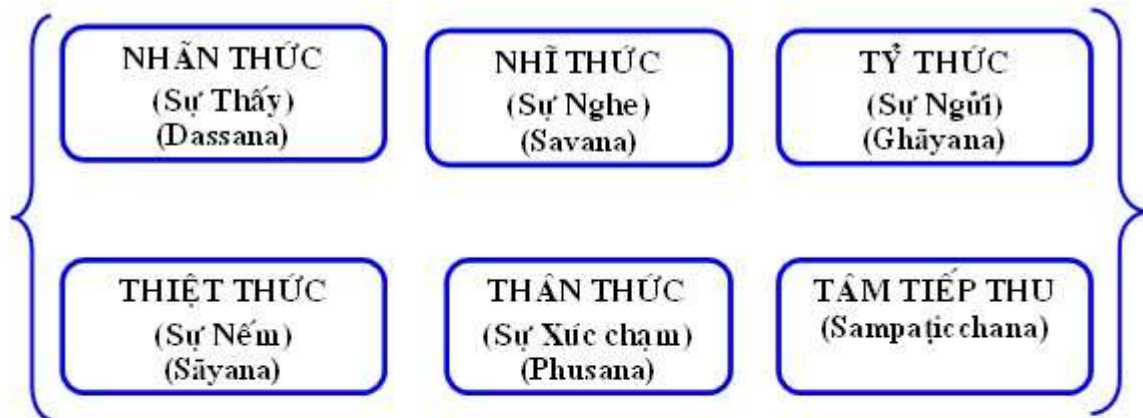 NHÃN THỨC
(Sự Thấy)
(Dassana)
NHĨ THỨC
(Sự Nghe)
(Savana)
TỶ THỨC
(Sự Ngửi)
(Ghāyana)
THIỆT THỨC
(Sự Nếm)
(Sāyana)
THÂN THỨC
(Sự Xúc chạm)
(Phusana)
TÂM TIẾP THU
(Sampaṭicchana)